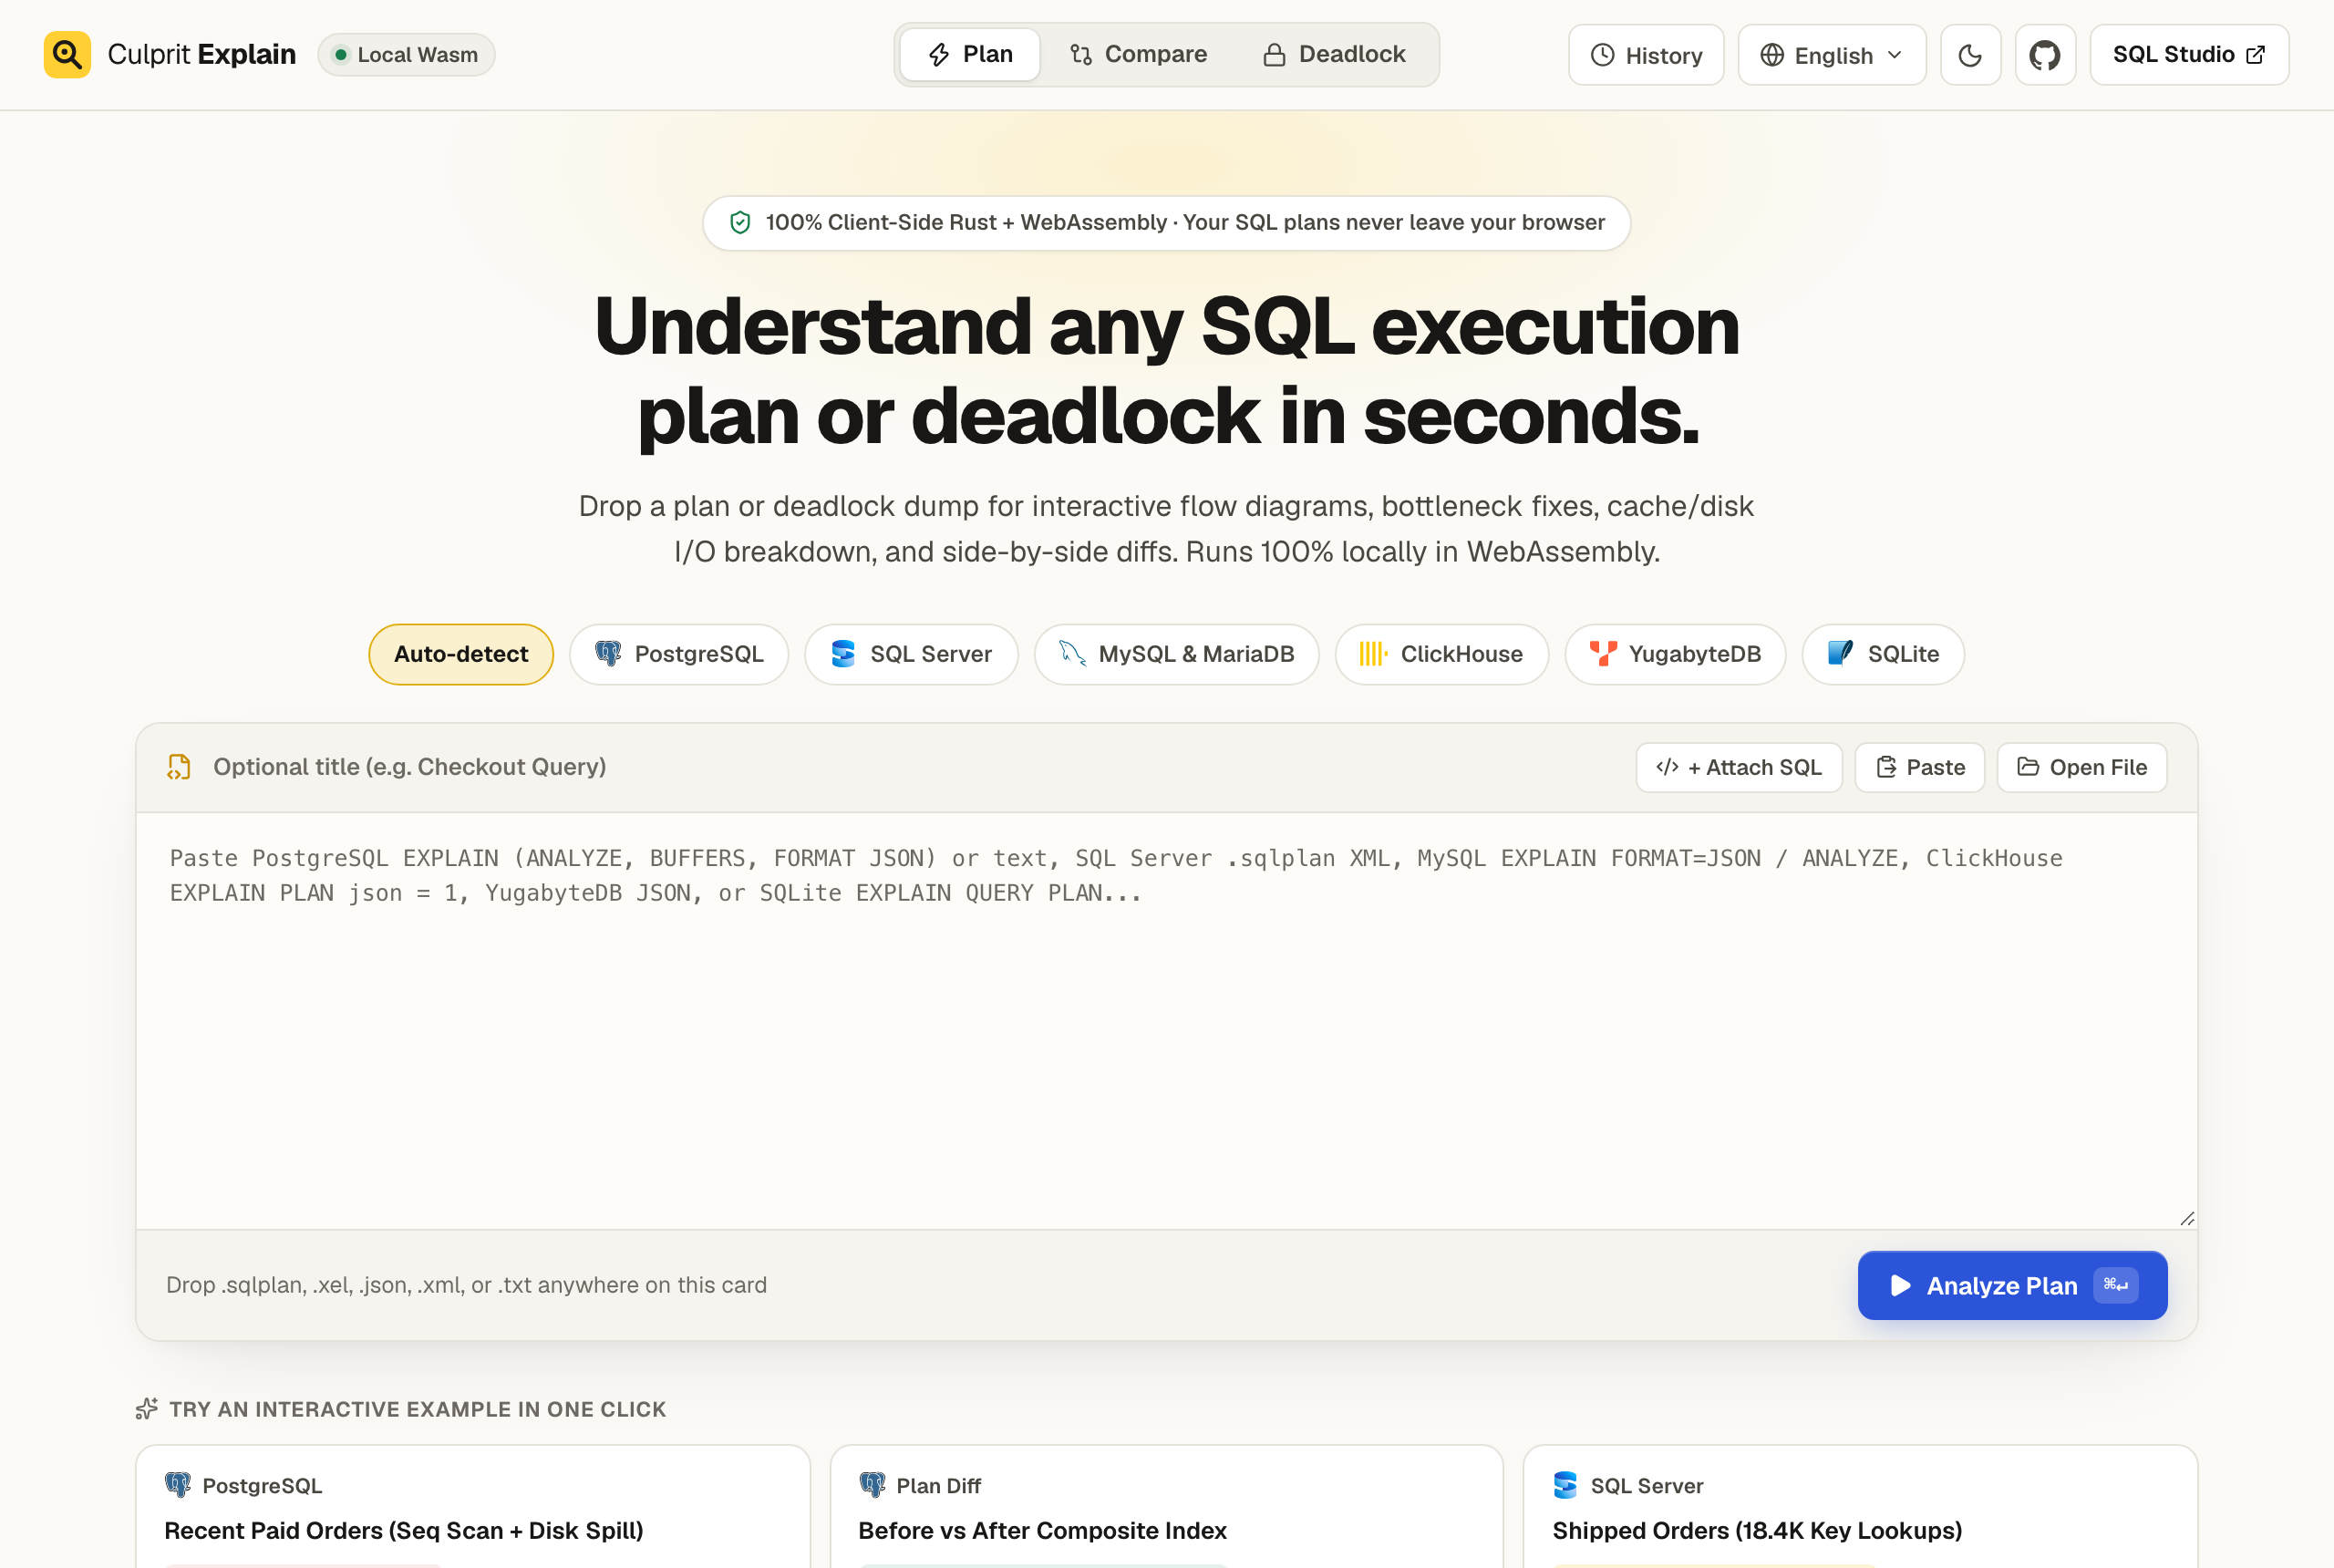 Culprit Explain
Local Wasm
Plan
Compare
Deadlock
History
English
SQL Studio
100% Client-Side Rust + WebAssembly · Your SQL plans never leave your browser
Understand any SQL execution
plan or deadlock in seconds.
Drop a plan or deadlock dump for interactive flow diagrams, bottleneck fixes, cache/disk
I/O breakdown, and side-by-side diffs. Runs 100% locally in WebAssembly.
Auto-detect
PostgreSQL
SQL Server
MySQL & MariaDB
ClickHouse
YugabyteDB
SQLite
Optional title (e.g. Checkout Query)
+ Attach SQL
Paste
Open File
Paste PostgreSQL EXPLAIN (ANALYZE, BUFFERS, FORMAT JSON) or text, SQL Server .sqlplan XML, MySQL EXPLAIN FORMAT=JSON / ANALYZE, ClickHouse
EXPLAIN PLAN json = 1, YugabyteDB JSON, or SQLite EXPLAIN QUERY PLAN...
Drop .sqlplan, .xel, .json, .xml, or .txt anywhere on this card
Analyze Plan ⌘↵
TRY AN INTERACTIVE EXAMPLE IN ONE CLICK
PostgreSQL
Recent Paid Orders (Seq Scan + Disk Spill)
Plan Diff
Before vs After Composite Index
SQL Server
Shipped Orders (18.4K Key Lookups)